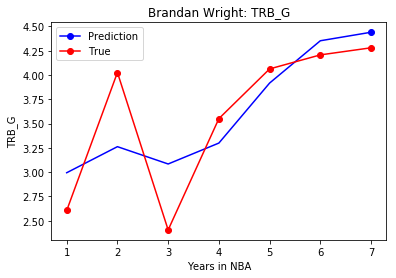 Brandan Wright: TRB_G
Prediction
True
TRB_G
4.50
4.25
4.00
3.75
3.50
3.25
3.00
2.75
2.50
1 2 3 4 5 6 7
Years in NBA